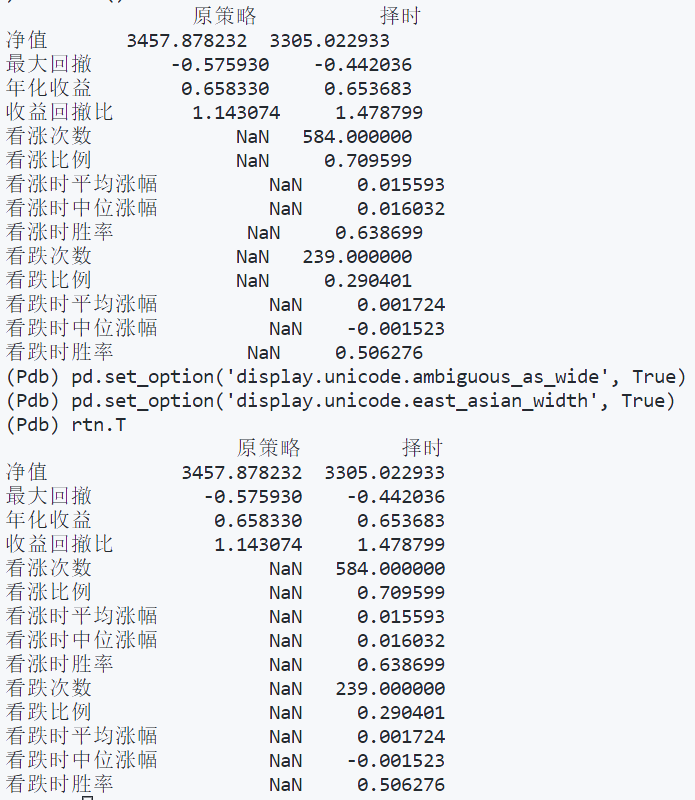 原策略 择时
净值 3457.878232 3305.022933
最大回撤 -0.575930 -0.442036
年化收益 0.658330 0.653683
收益回撤比 1.143074 1.478799
看涨次数 NaN 584.000000
看涨比例 NaN 0.709599
看涨时平均涨幅 NaN 0.015593
看涨时中位涨幅 NaN 0.016032
看涨时胜率 NaN 0.638699
看跌次数 NaN 239.000000
看跌比例 NaN 0.290401
看跌时平均涨幅 NaN 0.001724
看跌时中位涨幅 NaN -0.001523
看跌时胜率 NaN 0.506276
(Pdb) pd.set_option('display.unicode.ambiguous_as_wide', True)
(Pdb) pd.set_option('display.unicode.east_asian_width', True)
(Pdb) rtn.T
原策略 择时
净值 3457.878232 3305.022933
最大回撤 -0.575930 -0.442036
年化收益 0.658330 0.653683
收益回撤比 1.143074 1.478799
看涨次数 NaN 584.000000
看涨比例 NaN 0.709599
看涨时平均涨幅 NaN 0.015593
看涨时中位涨幅 NaN 0.016032
看涨时胜率 NaN 0.638699
看跌次数 NaN 239.000000
看跌比例 NaN 0.290401
看跌时平均涨幅 NaN 0.001724
看跌时中位涨幅 NaN -0.001523
看跌时胜率 NaN 0.506276